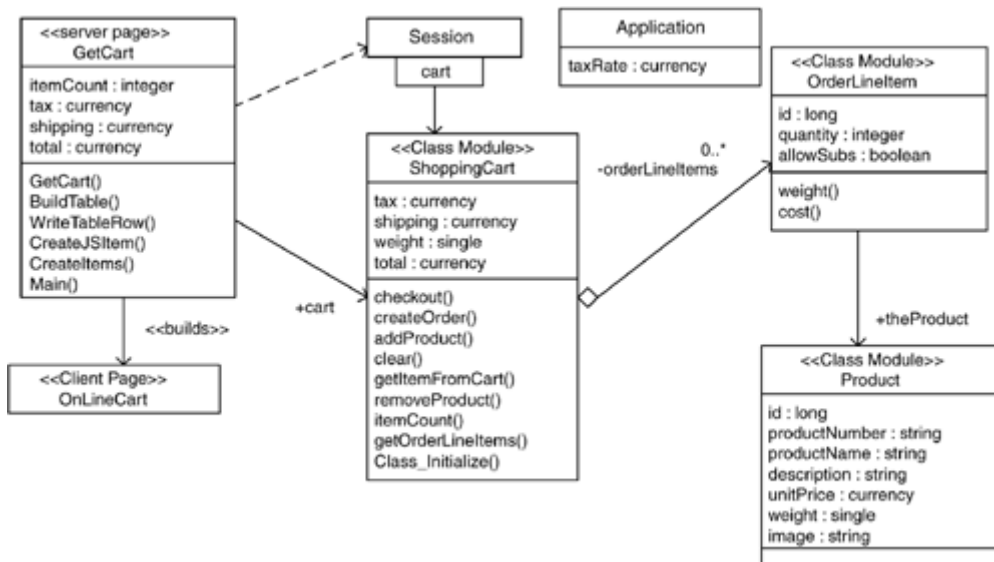 <<server page>>
GetCart
itemCount : integer
tax : currency
shipping : currency
total : currency
GetCart()
BuildTable()
WriteTableRow()
CreateJSItem()
CreateItems()
Main()
<<builds>>
<<Client Page>>
OnLineCart
Session
cart
+cart
<<Class Module>>
ShoppingCart
tax : currency
shipping : currency
weight : single
total : currency
checkout()
createOrder()
addProduct()
clear()
getItemFromCart()
removeProduct()
itemCount()
getOrderLineItems()
Class_Initialize()
Application
taxRate : currency
0..*
-orderLineItems
<<Class Module>>
OrderLineItem
id : long
quantity : integer
allowSubs : boolean
weight()
cost()
+theProduct
<<Class Module>>
Product
id : long
productNumber : string
productName : string
description : string
unitPrice : currency
weight : single
image : string